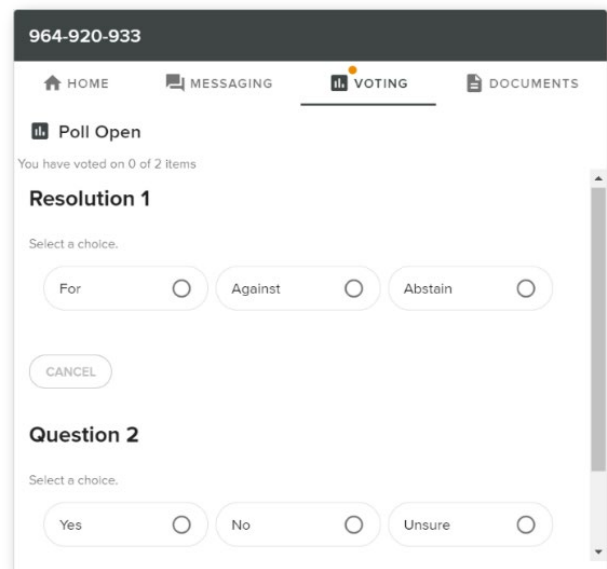 964-920-933
HOME MESSAGING VOTING DOCUMENTS
Poll Open
You have voted on 0 of 2 items
Resolution 1
Select a choice.
For Against Abstain
CANCEL
Question 2
Select a choice.
Yes No Unsure